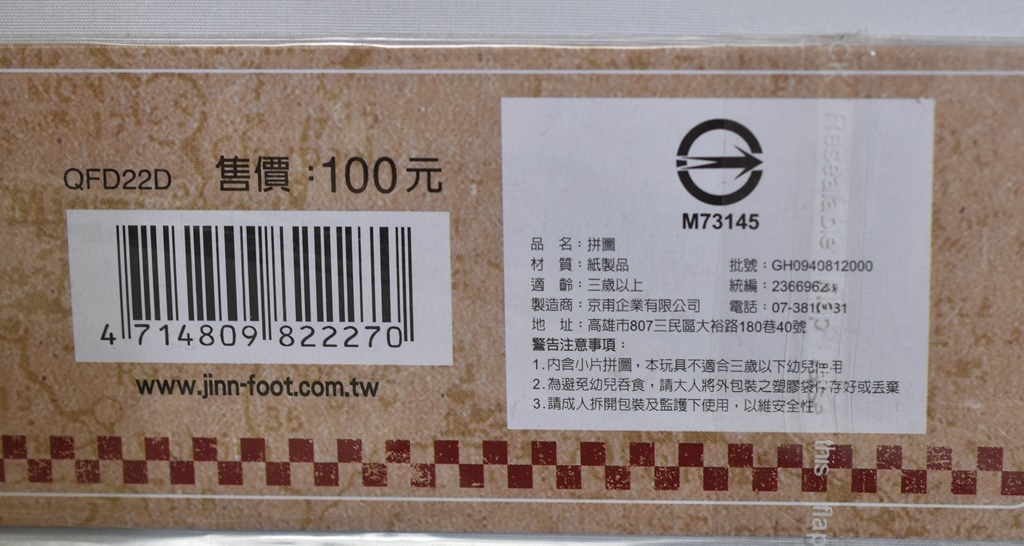 QFD22D 售價:100元
4 714809 822270
www.jinn-foot.com.tw
M73145
品 名:拼圖
材 質:紙製品 批號:GH0940812000
適 齡:三歲以上 統編:
製造商:京甫企業有限公司 電話:
地 址:高雄市807三民區大裕路180巷40號
警告注意事項:
1.內含小片拼圖,本玩具不適合三歲以下幼兒使用
2.為避免幼兒吞食,請大人將外包裝之塑膠袋 存好或丟棄
3.請成人拆開包裝及監護下使用,以維安全性
Resealable
this flap